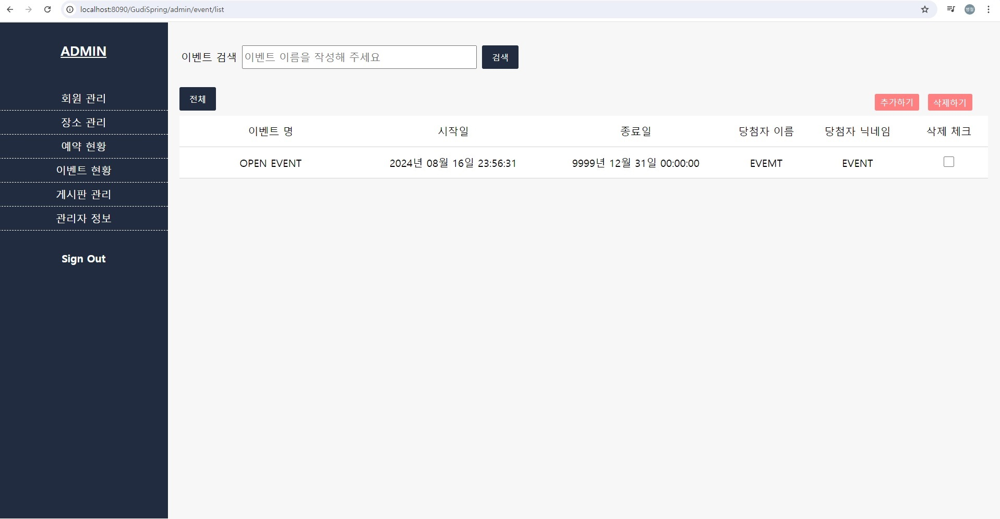 localhost:8090/GudiSpring/admin/event/list
병철
ADMIN
회원 관리
장소 관리
예약 현황
이벤트 현황
게시판 관리
관리자 정보
Sign Out
이벤트 검색 이벤트 이름을 작성해 주세요 검색
전체 추가하기 삭제하기
이벤트 명 시작일 종료일 당첨자 이름 당첨자 닉네임 삭제 체크
OPEN EVENT 2024년 08월 16일 23:56:31 9999년 12월 31일 00:00:00 EVEMT EVENT